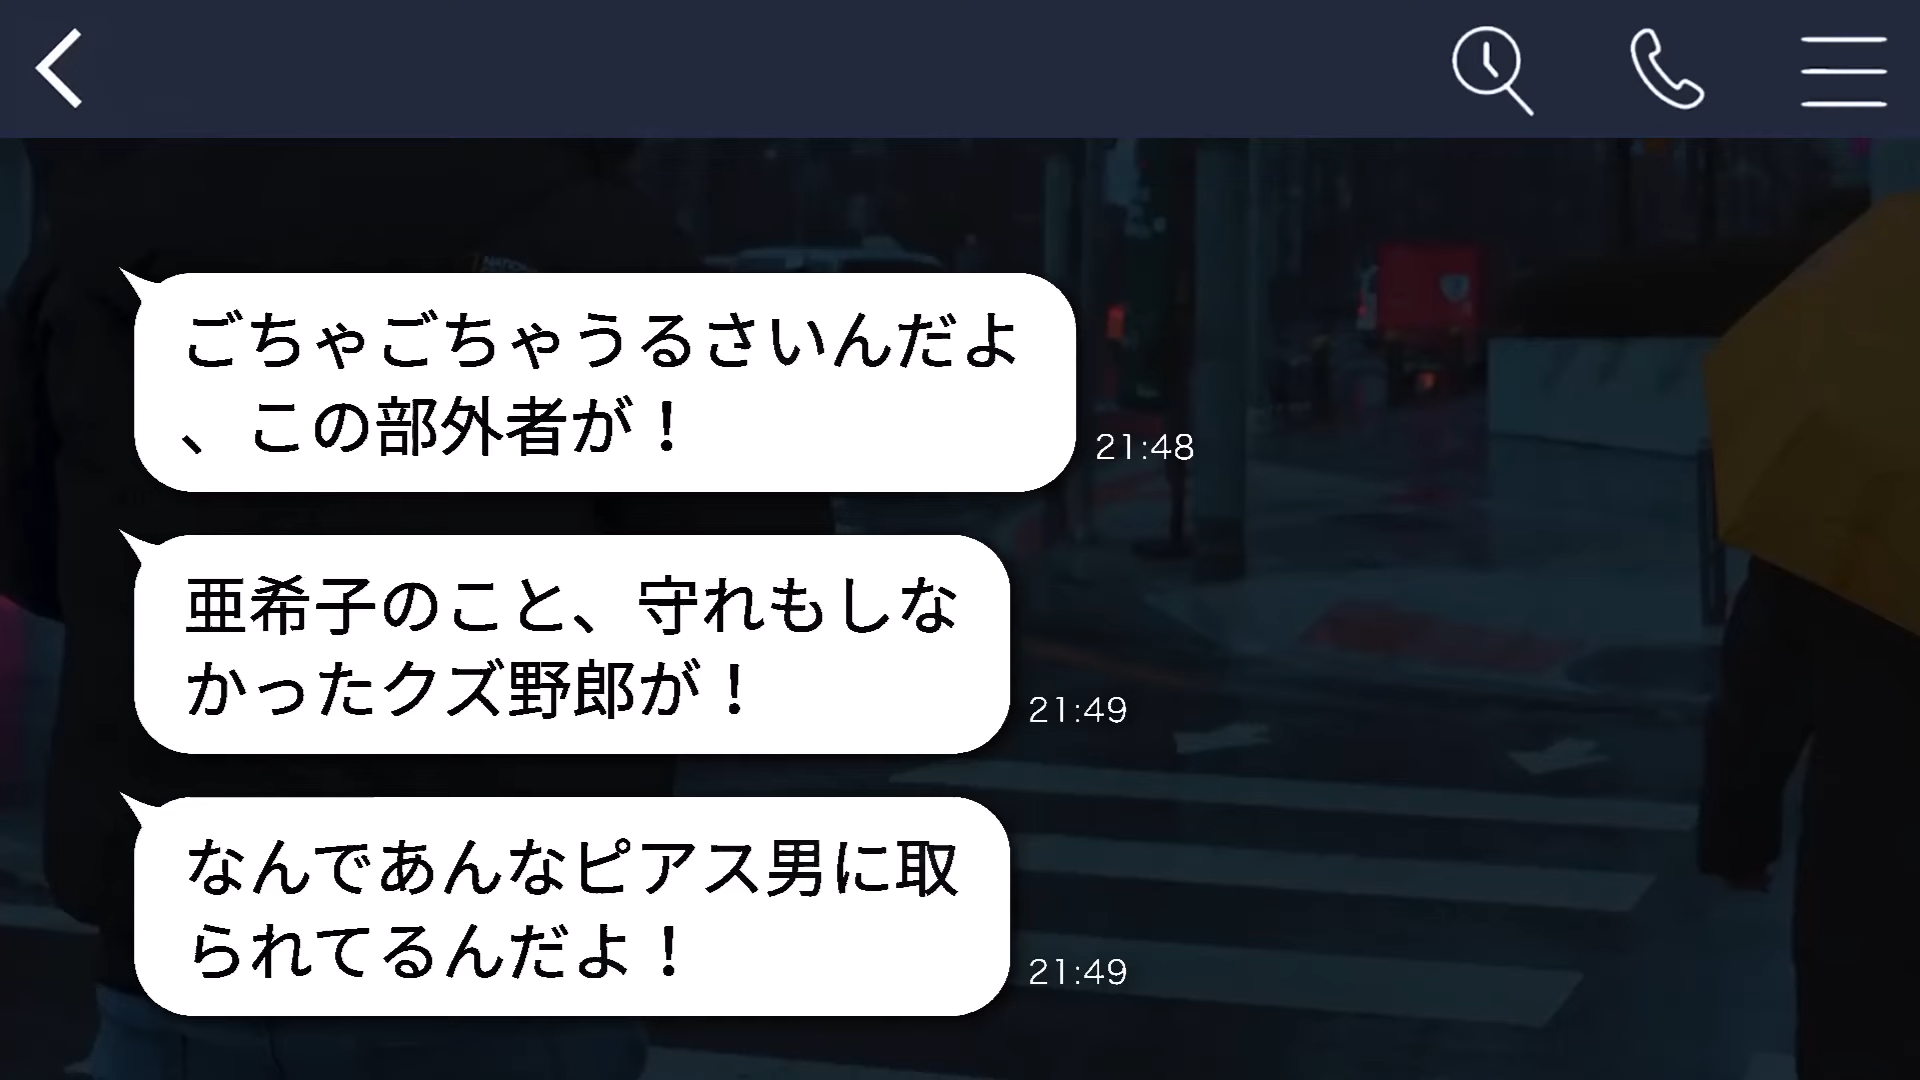 ごちゃごちゃうるさいんだよ
、この部外者が！
21:48
亜希子のこと、守れもしな
かったクズ野郎が！
21:49
なんであんなピアス男に取
られてるんだよ！
21:49